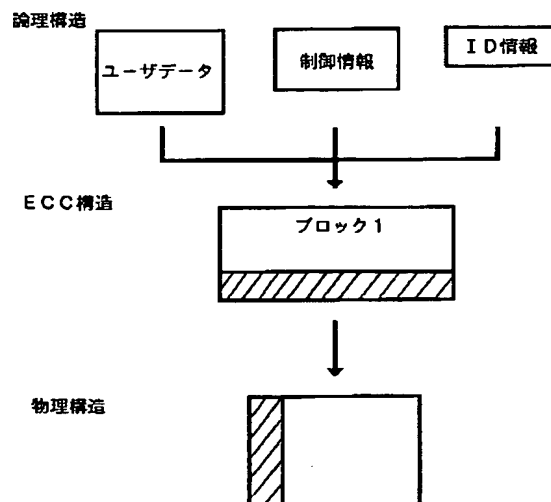 論理構造
ユーザデータ
制御情報
ＩＤ情報
ＥＣＣ構造
ブロック１
物理構造